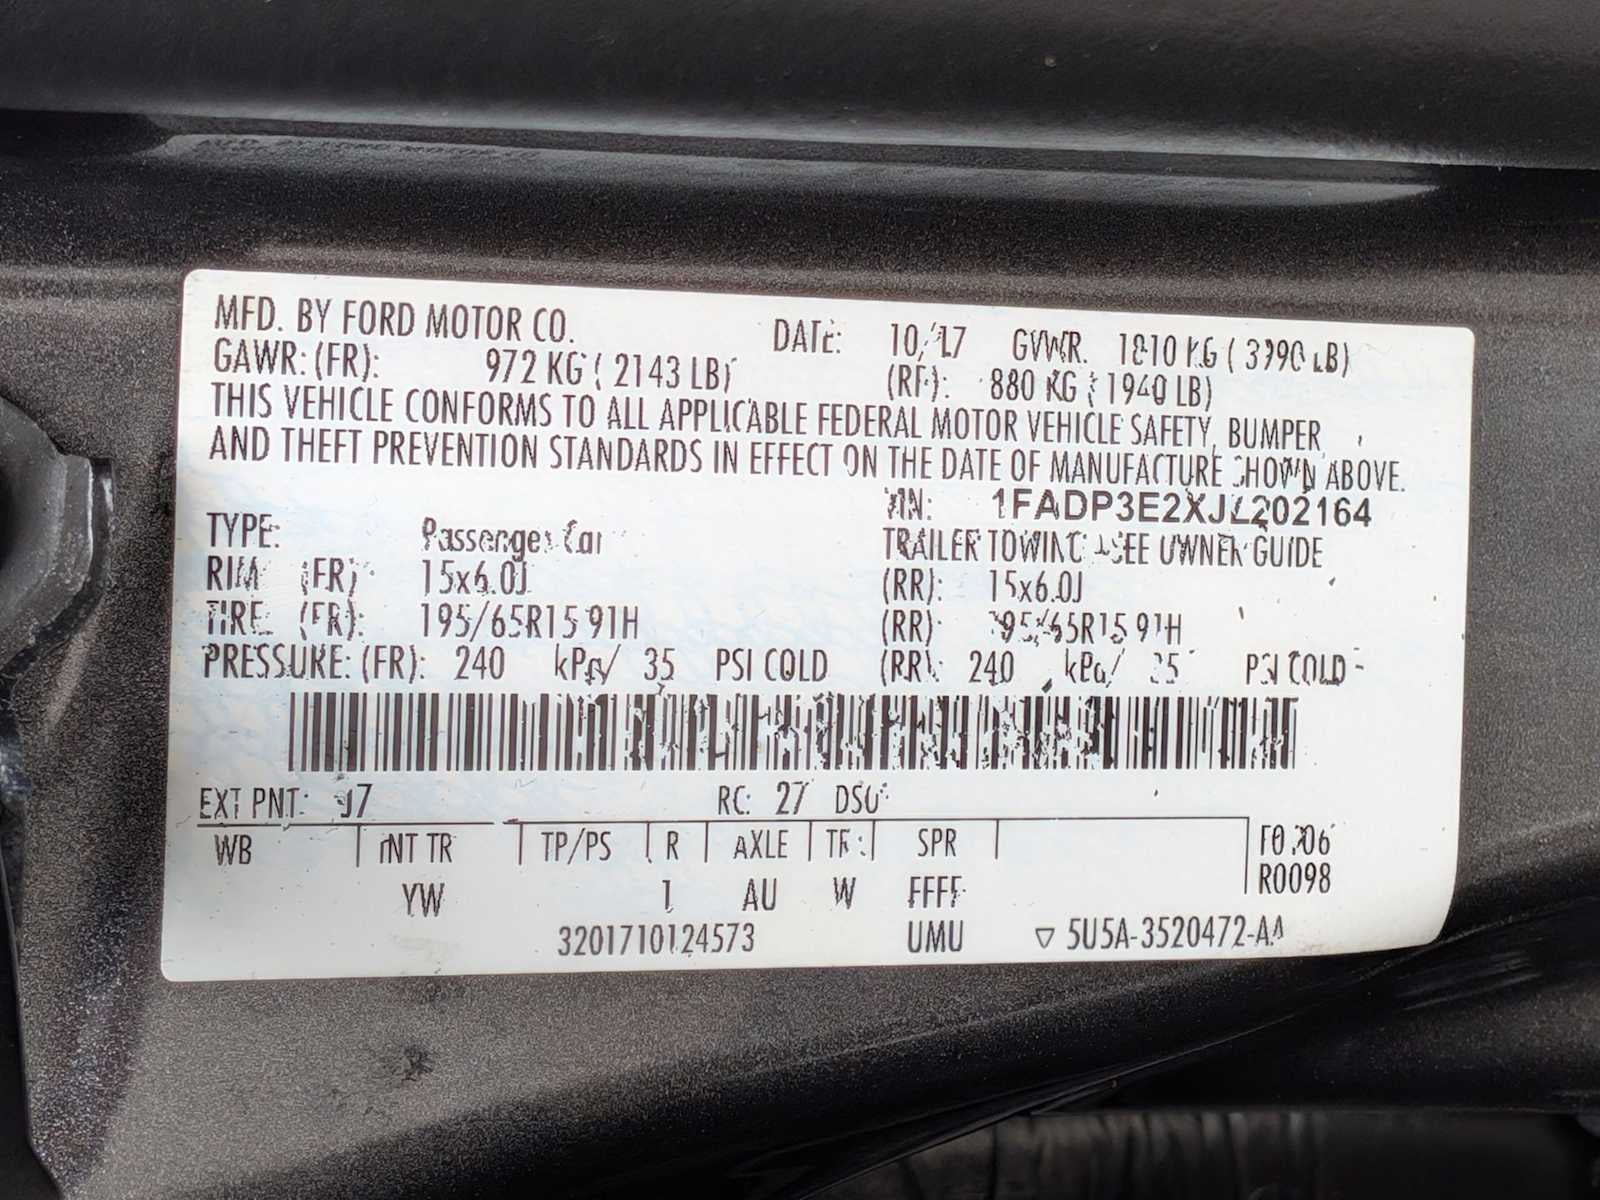 MFD. BY FORD MOTOR CO. DATE: 10/17 GVWR. 1810 KG ( 3990 LB)
GAWR: (FR): 972 KG ( 2143 LB) (RR): 880 KG ( 1940 LB)
THIS VEHICLE CONFORMS TO ALL APPLICABLE FEDERAL MOTOR VEHICLE SAFETY, BUMPER,
AND THEFT PREVENTION STANDARDS IN EFFECT ON THE DATE OF MANUFACTURE SHOWN ABOVE.
VIN: 1FADP3E2XJL202164
TYPE: Passenger Car TRAILER TOWING - SEE OWNER GUIDE
RIM (FR) 15x6.0J (RR): 15x6.0J
TIRE (FR): 195/65R15 91H (RR) 195/65R15 91H
PRESSURE: (FR): 240 kPa/ 35 PSI COLD (RR): 240 kPa/ 35 PSI COLD
EXT PNT: RC: 27 DSO:
WB INT TR TP/PS R AXLE TR SPR
YW 1 AU W FFFF R0098
3201710124573 UMU ▽ 5U5A-3520472-AA